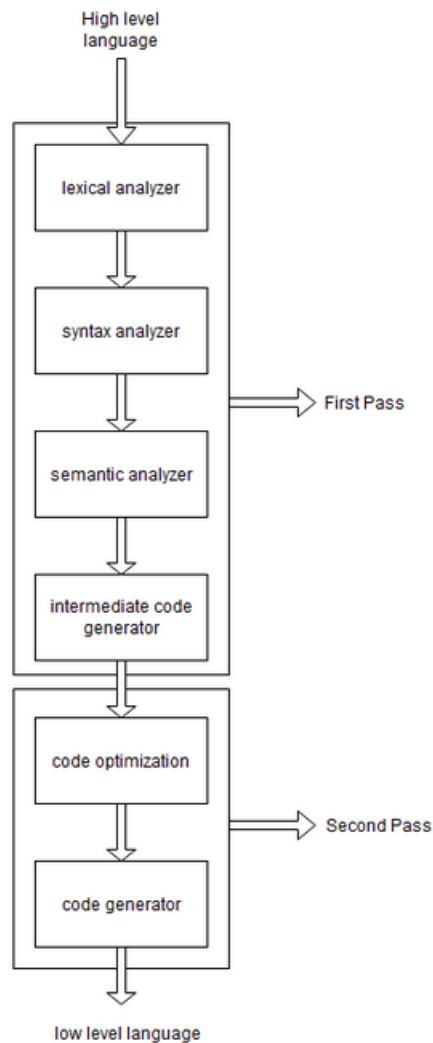 High level
language
lexical analyzer
syntax analyzer
First Pass
semantic analyzer
intermediate code
generator
code optimization
Second Pass
code generator
low level language